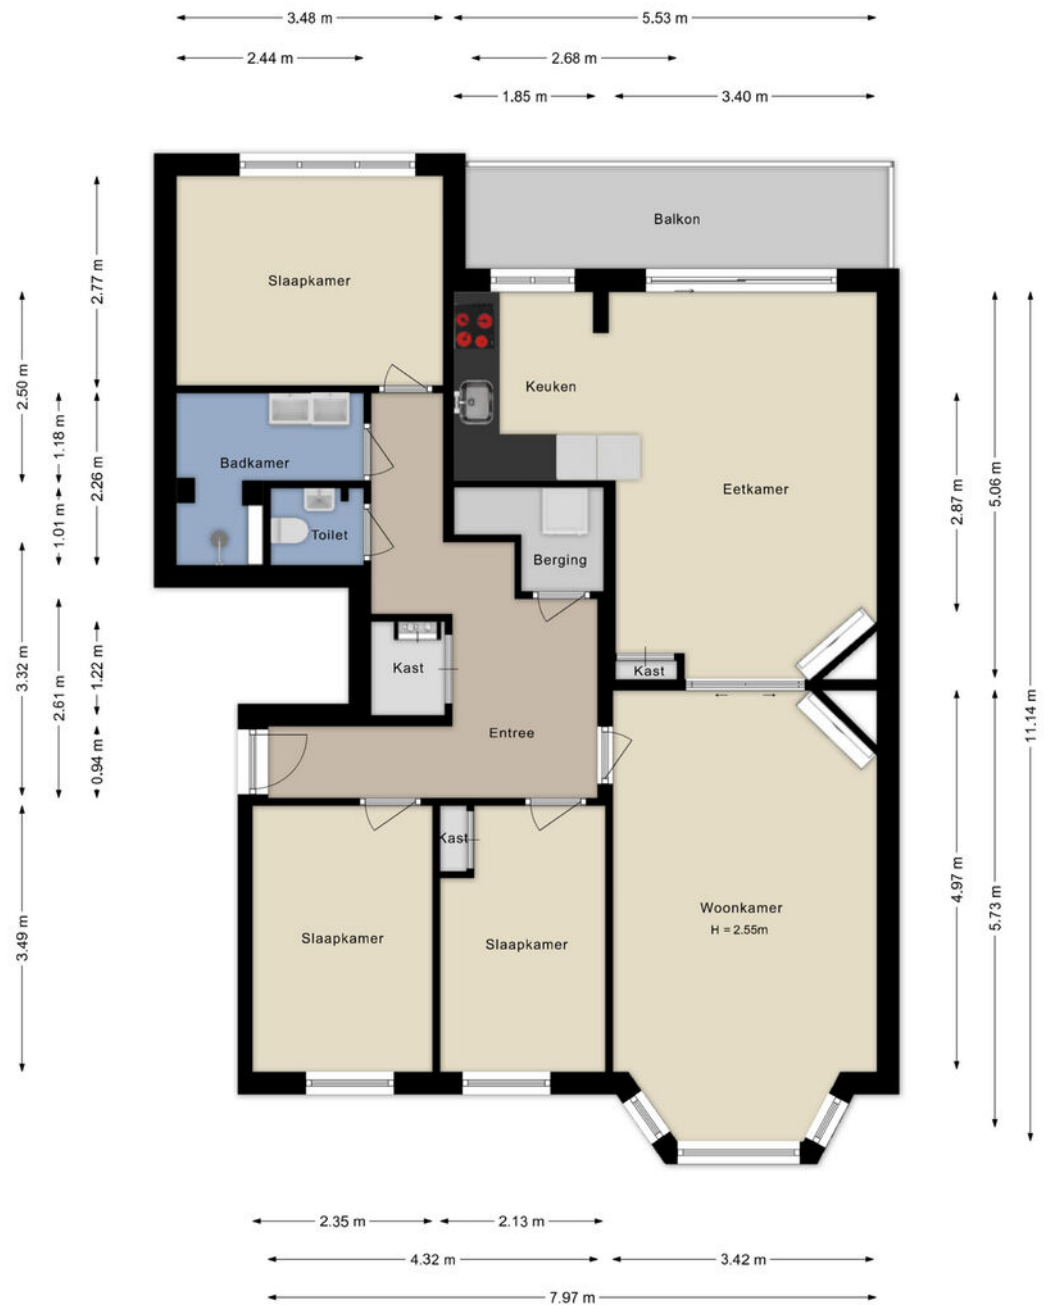 3.48 m
5.53 m
2.44 m
2.68 m
1.85 m
3.40 m
Balkon
Slaapkamer
2.77 m
2.50 m
1.18 m
2.26 m
1.01 m
Keuken
Badkamer
Eetkamer
Toilet
Berging
2.87 m
5.06 m
11.14 m
3.32 m
2.61 m
1.22 m
0.94 m
Kast
Kast
Entree
Kast
Slaapkamer
Slaapkamer
Woonkamer
H = 2.55m
3.49 m
4.97 m
5.73 m
2.35 m
2.13 m
4.32 m
3.42 m
7.97 m